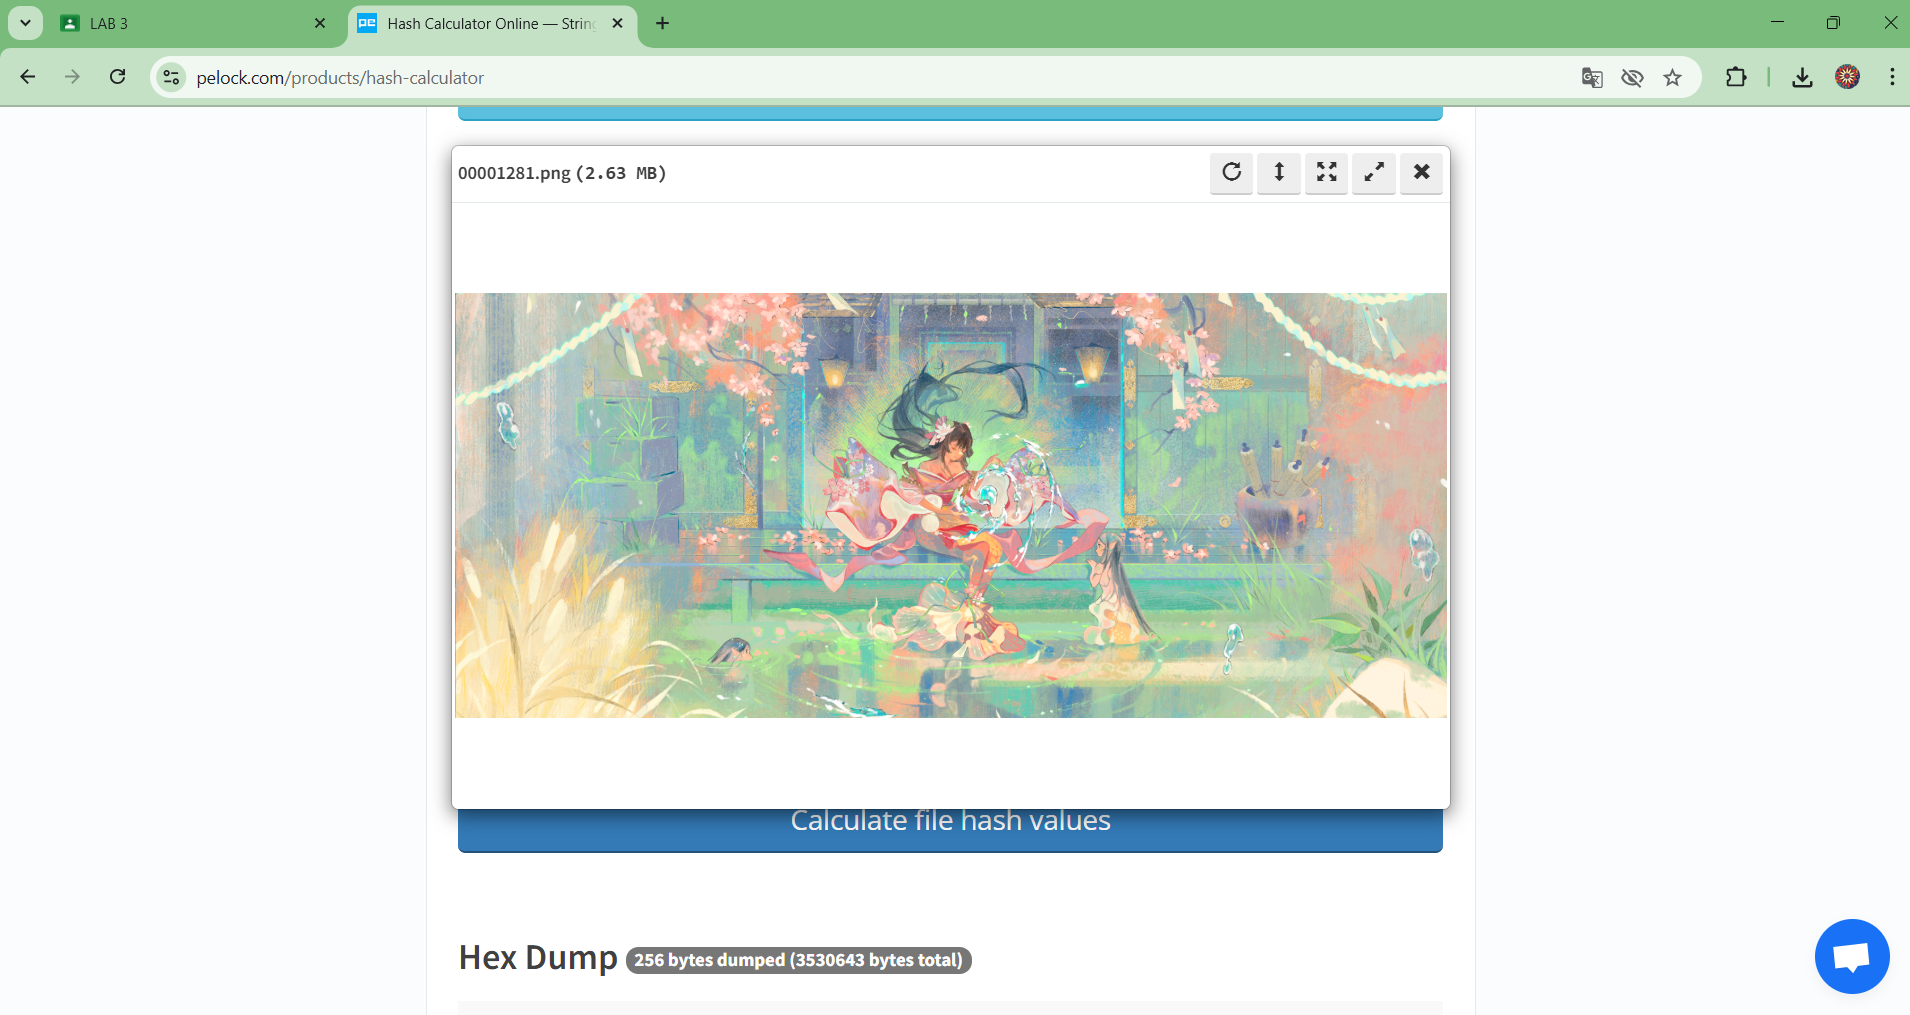 LAB 3
Hash Calculator Online — String
pelock.com/products/hash-calculator
00001281.png (2.63 MB)
Calculate file hash values
Hex Dump 256 bytes dumped (3530643 bytes total)